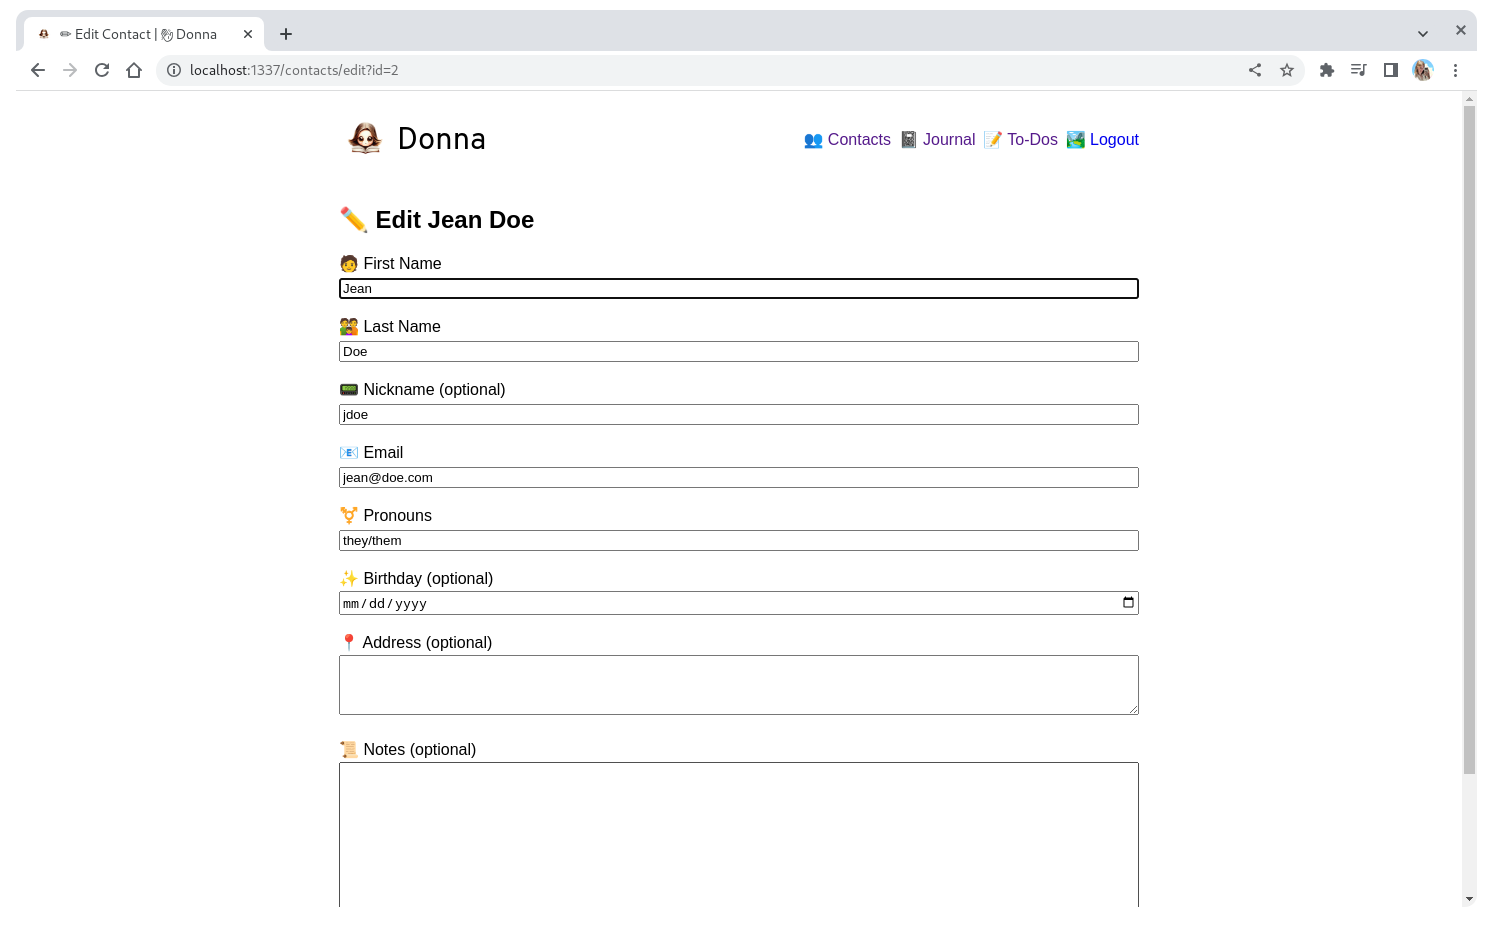 ✏ Edit Contact | Donna
localhost:1337/contacts/edit?id=2
Donna
👥 Contacts 📓 Journal 📝 To-Dos 🏞️ Logout
✏️ Edit Jean Doe
🧑 First Name
Jean
👪 Last Name
Doe
📟 Nickname (optional)
jdoe
📧 Email
jean@doe.com
⚧ Pronouns
they/them
✨ Birthday (optional)
mm/dd/yyyy
📍 Address (optional)
📜 Notes (optional)